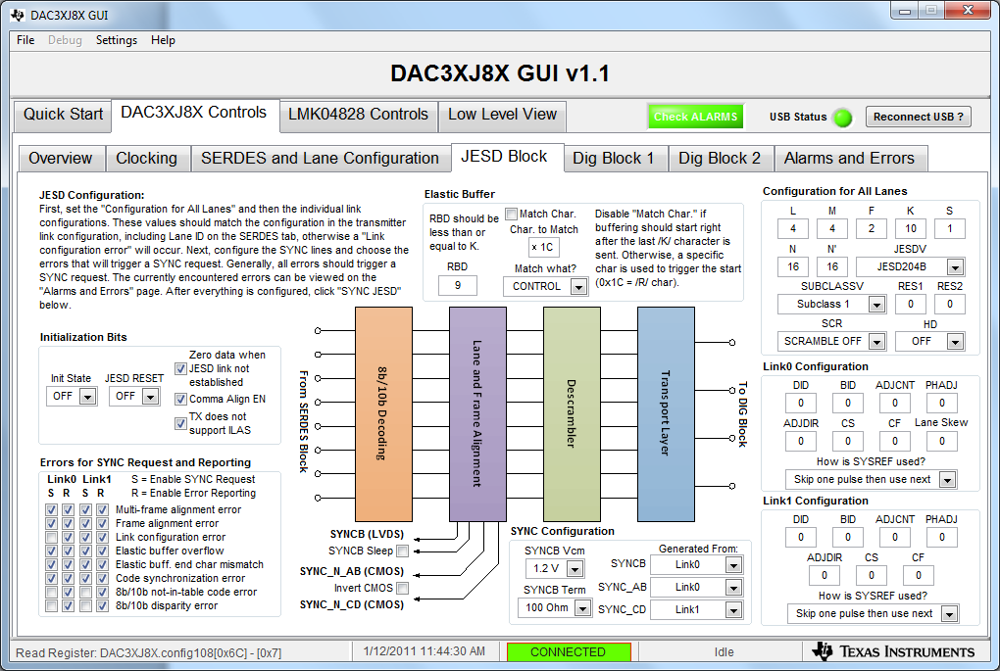 DAC3XJ8X GUI
File Debug Settings Help
DAC3XJ8X GUI v1.1
Quick Start DAC3XJ8X Controls LMK04828 Controls Low Level View
Check ALARMS
USB Status
Reconnect USB ?
Overview Clocking SERDES and Lane Configuration JESD Block Dig Block 1 Dig Block 2 Alarms and Errors
JESD Configuration:
First, set the "Configuration for All Lanes" and then the individual link
configurations. These values should match the configuration in the transmitter
link configuration, including Lane ID on the SERDES tab, otherwise a "Link
configuration error" will occur. Next, configure the SYNC lines and choose the
errors that will trigger a SYNC request. Generally, all errors should trigger a
SYNC request. The currently encountered errors can be viewed on the
"Alarms and Errors" page. After everything is configured, click "SYNC JESD"
below.
Elastic Buffer
RBD should be
less than or
equal to K.
RBD
9
Match Char.
Char. to Match
x 1C
Match what?
CONTROL
Disable "Match Char." if
buffering should start right
after the last /K/ character is
sent. Otherwise, a specific
char is used to trigger the start
(0x1C = /R/ char).
Configuration for All Lanes
L M F K S
4 4 2 10 1
N N' JESDV
16 16 JESD204B
SUBCLASSV RES1 RES2
Subclass 1 0 0
SCR HD
SCRAMBLE OFF OFF
Initialization Bits
Init State JESD RESET
OFF OFF
Zero data when
JESD link not
established
Comma Align EN
TX does not
support ILAS
Errors for SYNC Request and Reporting
Link0 Link1 S = Enable SYNC Request
S R S R R = Enable Error Reporting
Multi-frame alignment error
Frame alignment error
Link configuration error
Elastic buffer overflow
Elastic buff. end char mismatch
Code synchronization error
8b/10b not-in-table code error
8b/10b disparity error
From SERDES Block
8b/10b Decoding
Lane and Frame Alignment
Descrambler
Transport Layer
To DIG Block
SYNCB (LVDS)
SYNCB Sleep
SYNC_N_AB (CMOS)
Invert CMOS
SYNC_N_CD (CMOS)
SYNC Configuration
SYNCB Vcm
1.2 V
SYNCB Term
100 Ohm
Generated From:
SYNCB Link0
SYNC_AB Link0
SYNC_CD Link1
Link0 Configuration
DID BID ADJCNT PHADJ
0 0 0 0
ADJDIR CS CF Lane Skew
0 0 0 0
How is SYSREF used?
Skip one pulse then use next
Link1 Configuration
DID BID ADJCNT PHADJ
0 0 0 0
ADJDIR CS CF
0 0 0
How is SYSREF used?
Skip one pulse then use next
Read Register: DAC3XJ8X.config108[0x6C] - [0x7]
1/12/2011 11:44:30 AM
CONNECTED
Idle
TEXAS INSTRUMENTS